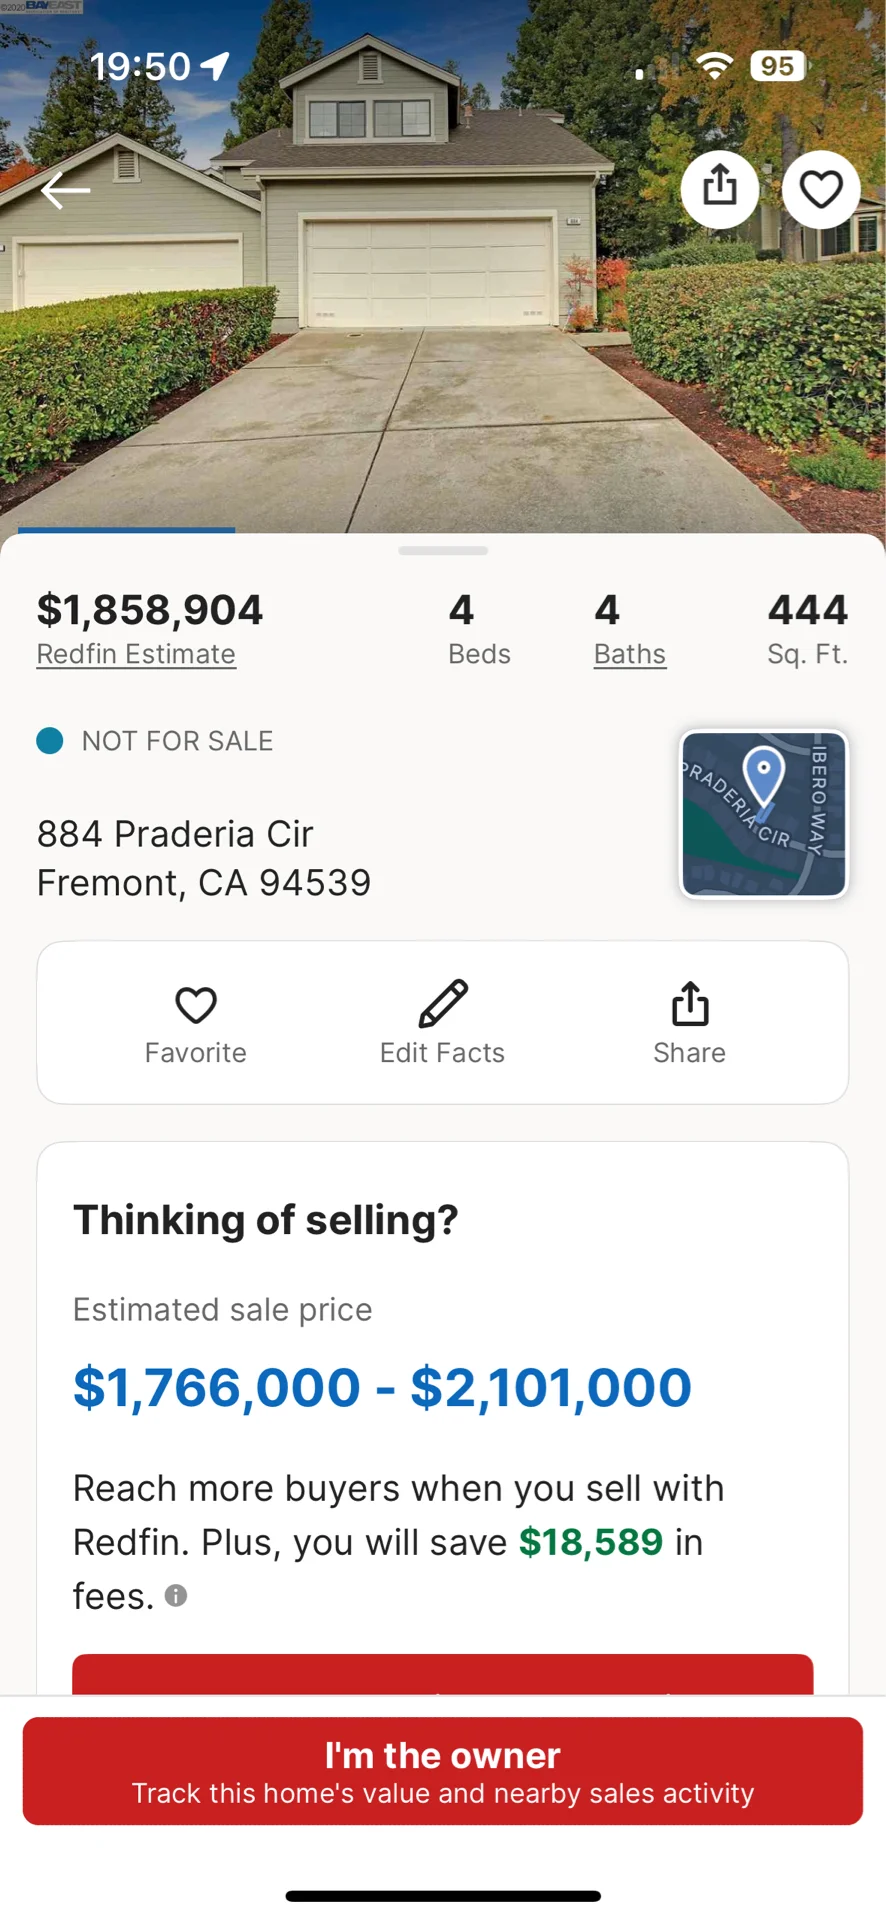 ©2020 BAYEAST
19:50
95
$1,858,904
Redfin Estimate
4
Beds
4
Baths
444
Sq. Ft.
NOT FOR SALE
884 Praderia Cir
Fremont, CA 94539
PRADERIA CIR
IBERO WAY
Favorite
Edit Facts
Share
Thinking of selling?
Estimated sale price
$1,766,000 - $2,101,000
Reach more buyers when you sell with
Redfin. Plus, you will save $18,589 in
fees.
I'm the owner
Track this home's value and nearby sales activity